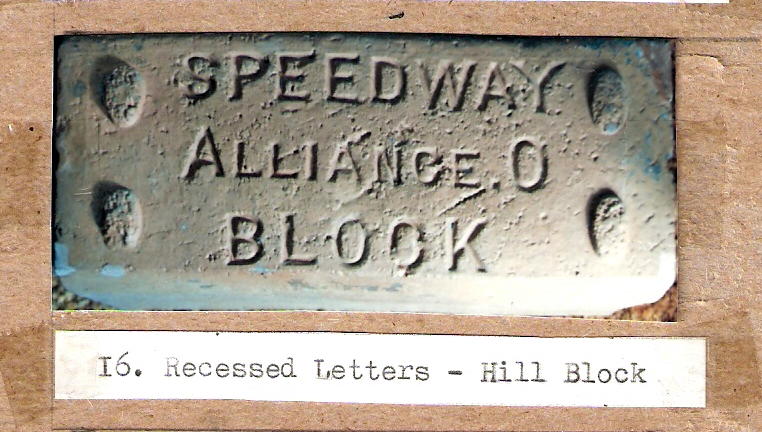 SPEEDWAY
ALLIANCE.O
BLOCK
16. Recessed Letters - Hill Block